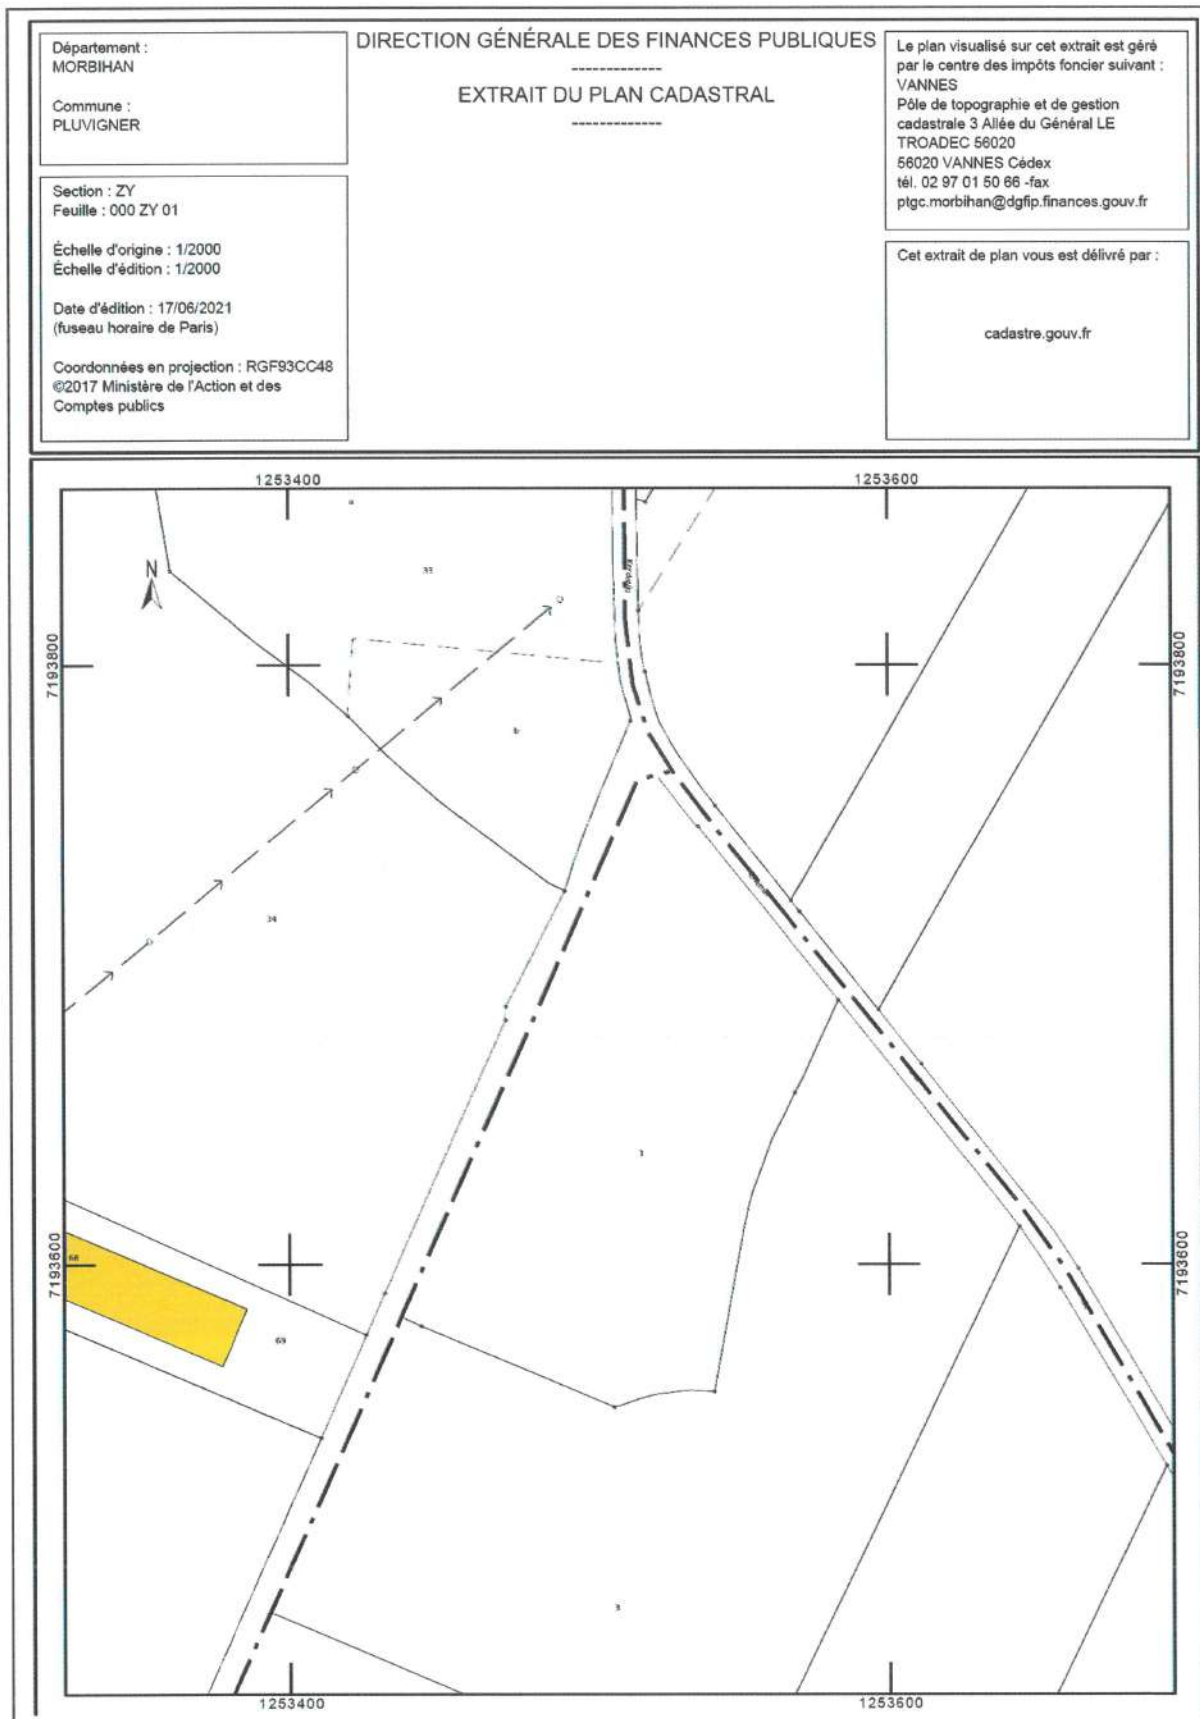 Département :
MORBIHAN
Commune :
PLUVIGNER
Section : ZY
Feuille : 000 ZY 01
Échelle d'origine : 1/2000
Échelle d'édition : 1/2000
Date d'édition : 17/06/2021
(fuseau horaire de Paris)
Coordonnées en projection : RGF93CC48
©2017 Ministère de l'Action et des
Comptes publics
DIRECTION GÉNÉRALE DES FINANCES PUBLIQUES
-------------
EXTRAIT DU PLAN CADASTRAL
-------------
Le plan visualisé sur cet extrait est géré
par le centre des impôts foncier suivant :
VANNES
Pôle de topographie et de gestion
cadastrale 3 Allée du Général LE
TROADEC 56020
56020 VANNES Cédex
tél. 02 97 01 50 66 -fax
ptgc.morbihan@dgfip.finances.gouv.fr
Cet extrait de plan vous est délivré par :
cadastre.gouv.fr
1253400
1253600
N
33
7193800
7193800
34
1
7193600
68
7193600
69
3
1253400
1253600